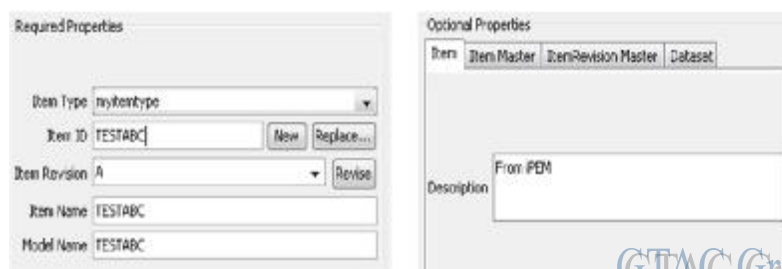 Required Properties
Item Type myitemtype
Item ID TESTABC New Replace...
Item Revision A Revise
Item Name TESTABC
Model Name TESTABC
Optional Properties
Item Item Master ItemRevision Master Dataset
Description From iPEM
GTAC